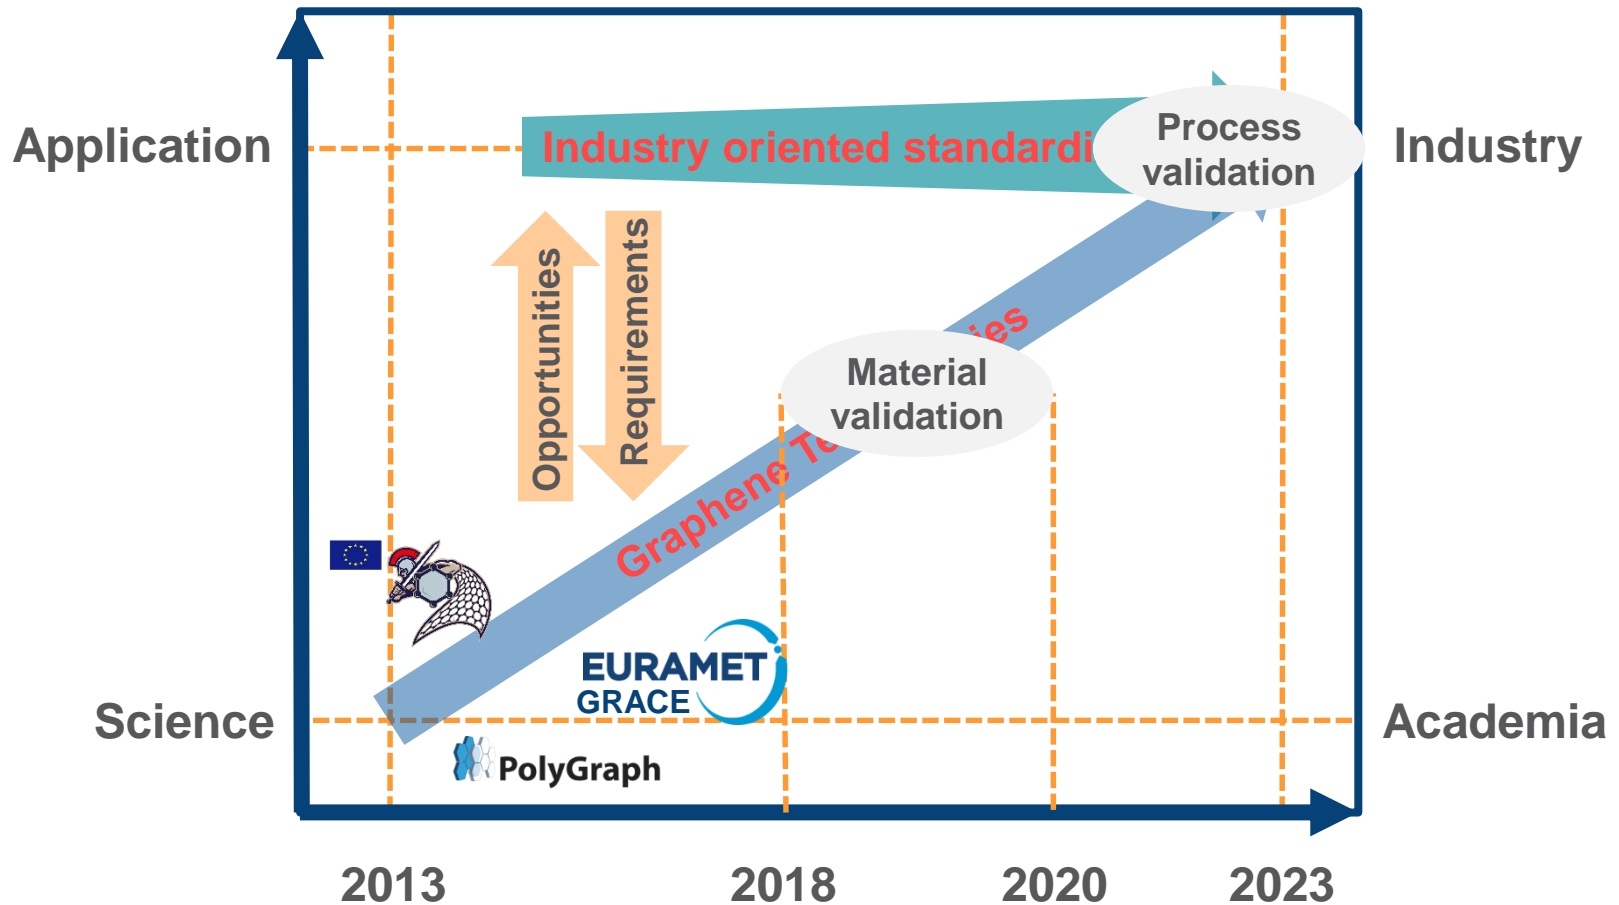 Application
Industry oriented standardi
Process
validation
Industry
Opportunities
Requirements
Material
validation
Graphene Te
ies
EURAMET
GRACE
Science
Academia
PolyGraph
2013
2018
2020
2023